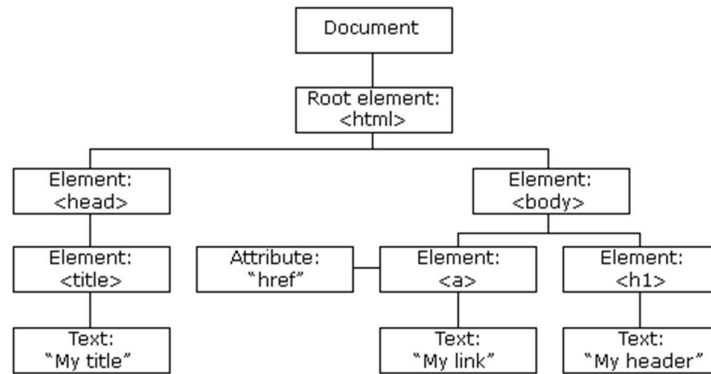 Document
Root element:
<html>
Element:
<head>
Element:
<body>
Element:
<title>
Attribute:
“href”
Element:
<a>
Element:
<h1>
Text:
“My title”
Text:
“My link”
Text:
“My header”